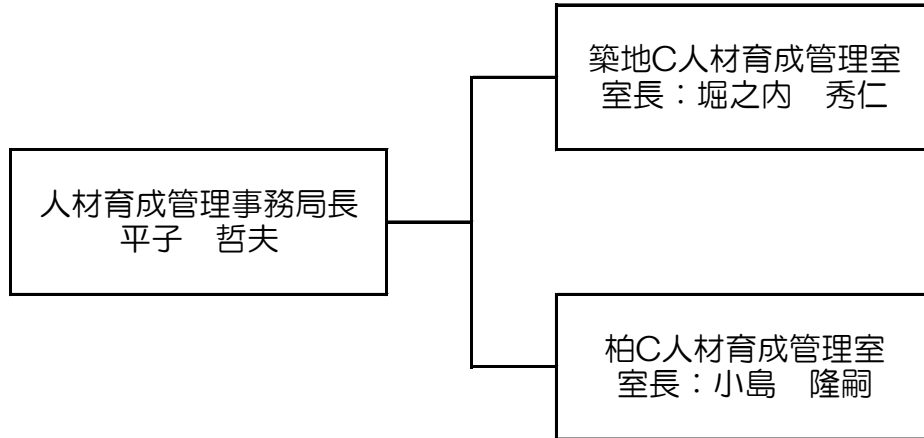 築地C人材育成管理室
室長：堀之内　秀仁
人材育成管理事務局長
平子　哲夫
柏C人材育成管理室
室長：小島　隆嗣